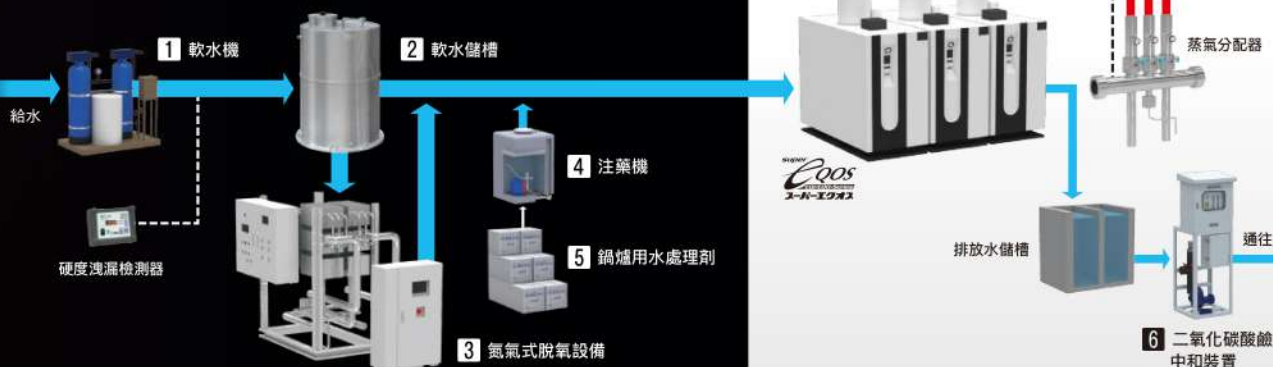 1 軟水機
2 軟水儲槽
蒸氣分配器
給水
4 注藥機
super
EQOS
スーパーエクオス
硬度洩漏檢測器
5 鍋爐用水處理劑
排放水儲槽
通往
3 氮氣式脫氧設備
6 二氧化碳酸鹼
中和裝置